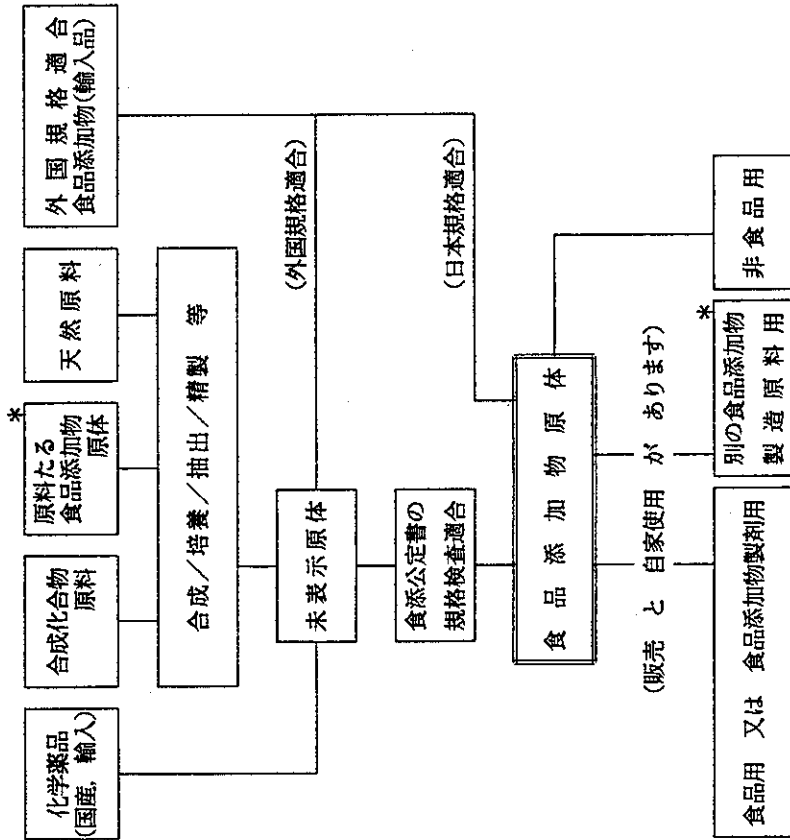 化学薬品
(国産，輸入)
合成化合物
原料
*
原料たる
食品添加物
原体
天然原料
外国規格適合
食品添加物(輸入品)
合成／培養／抽出／精製 等
未表示原体
(外国規格適合)
食添公定書の
規格検査適合
(日本規格適合)
食品添加物原体
(販売 と 自家使用 が あります)
食品用 又は 食品添加物製剤用
*
別の食品添加物
製造原料用
非食品用